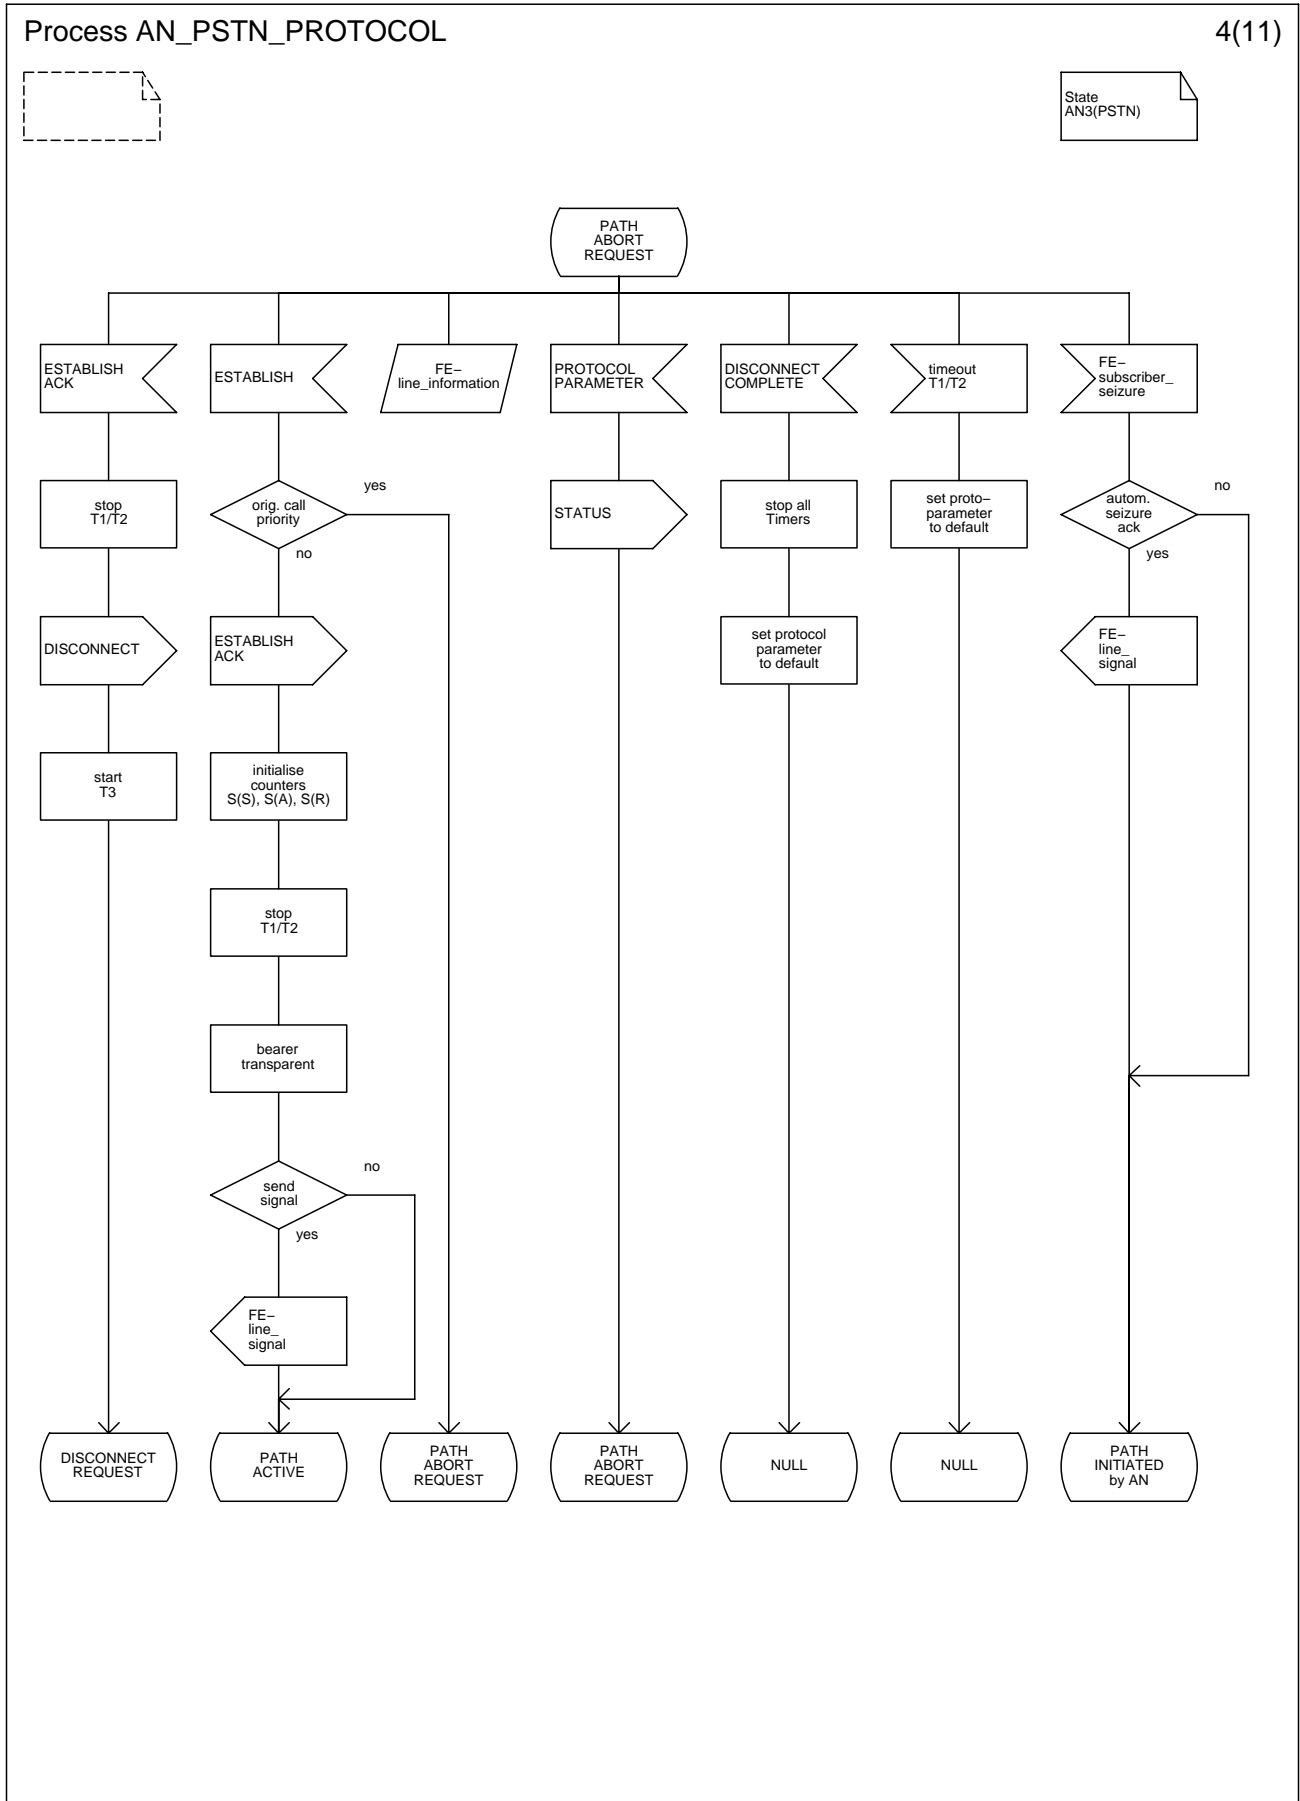 Process AN_PSTN_PROTOCOL
4(11)
State
AN3(PSTN)
PATH
ABORT
REQUEST
ESTABLISH
ACK
ESTABLISH
FE−
line_information
PROTOCOL
PARAMETER
DISCONNECT
COMPLETE
timeout
T1/T2
FE−
subscriber_
seizure
stop
T1/T2
orig. call
priority
yes
no
STATUS
stop all
Timers
set proto−
parameter
to default
autom.
seizure
ack
no
yes
DISCONNECT
ESTABLISH
ACK
set protocol
parameter
to default
FE−
line_
signal
start
T3
initialise
counters
S(S), S(A), S(R)
stop
T1/T2
bearer
transparent
send
signal
no
yes
FE−
line_
signal
DISCONNECT
REQUEST
PATH
ACTIVE
PATH
ABORT
REQUEST
PATH
ABORT
REQUEST
NULL
NULL
PATH
INITIATED
by AN